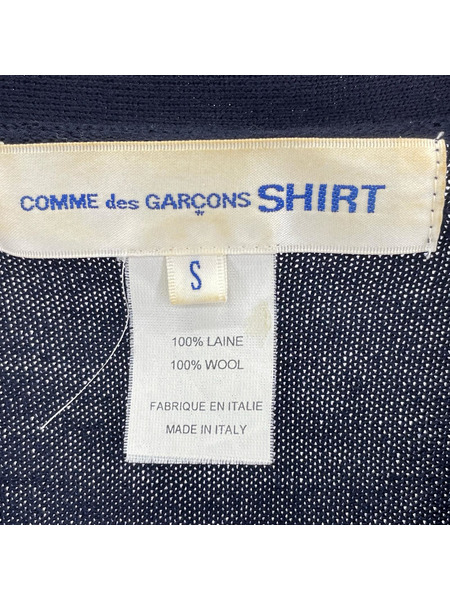 COMME des GARÇONS SHIRT
*
S
100% LAINE
100% WOOL
FABRIQUE EN ITALIE
MADE IN ITALY